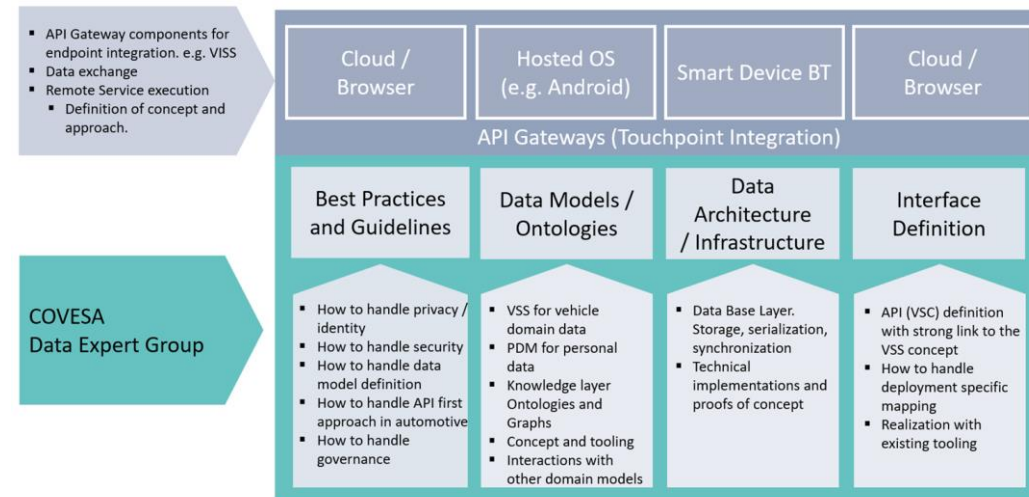 ▪ API Gateway components for
endpoint integration. e.g. VISS
▪ Data exchange
▪ Remote Service execution
▪ Definition of concept and
approach.
Cloud /
Browser
Hosted OS
(e.g. Android)
Smart Device BT
Cloud /
Browser
API Gateways (Touchpoint Integration)
COVESA
Data Expert Group
Best Practices
and Guidelines
Data Models /
Ontologies
Data
Architecture
/ Infrastructure
Interface
Definition
▪ How to handle privacy /
identity
▪ How to handle security
▪ How to handle data
model definition
▪ How to handle API first
approach in automotive
▪ How to handle
governance
▪ VSS for vehicle
domain data
▪ PDM for personal
data
▪ Knowledge layer
Ontologies and
Graphs
▪ Concept and tooling
▪ Interactions with
other domain models
▪ Data Base Layer.
Storage, serialization,
synchronization
▪ Technical
implementations and
proofs of concept
▪ API (VSC) definition
with strong link to the
VSS concept
▪ How to handle
deployment specific
mapping
▪ Realization with
existing tooling